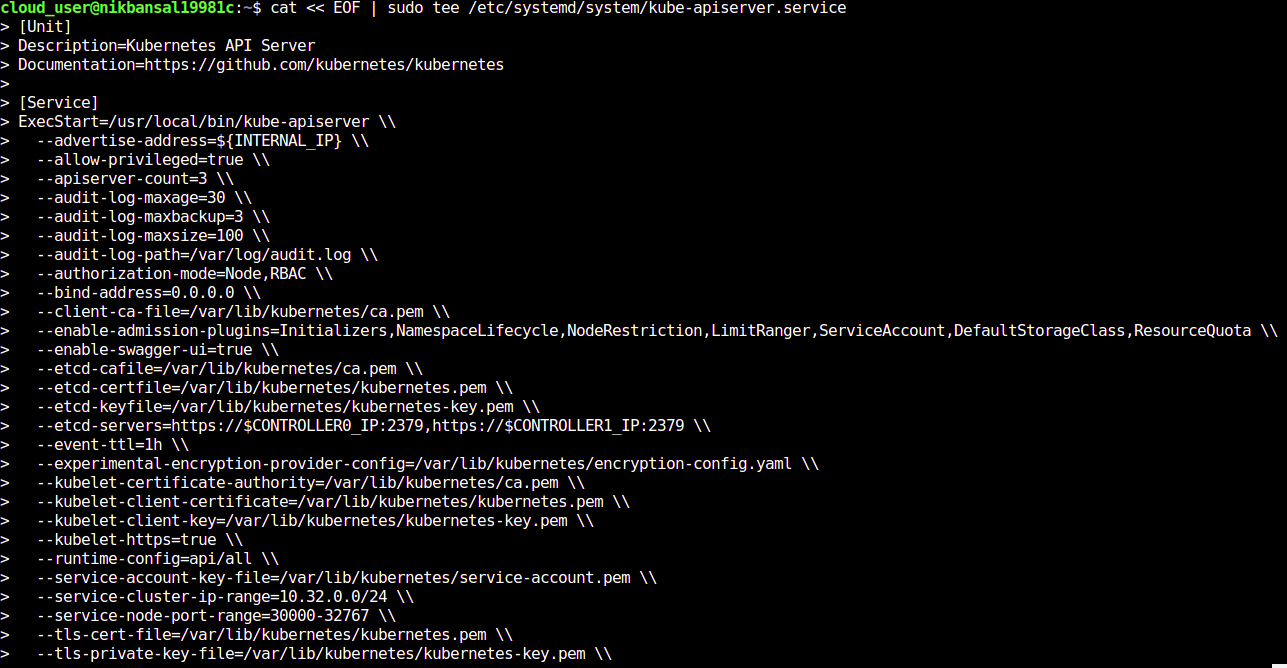 cloud_user@nikbansal19981c:~$ cat << EOF | sudo tee /etc/systemd/system/kube-apiserver.service
> [Unit]
> Description=Kubernetes API Server
> Documentation=https://github.com/kubernetes/kubernetes
>
> [Service]
> ExecStart=/usr/local/bin/kube-apiserver \\
>   --advertise-address=${INTERNAL_IP} \\
>   --allow-privileged=true \\
>   --apiserver-count=3 \\
>   --audit-log-maxage=30 \\
>   --audit-log-maxbackup=3 \\
>   --audit-log-maxsize=100 \\
>   --audit-log-path=/var/log/audit.log \\
>   --authorization-mode=Node,RBAC \\
>   --bind-address=0.0.0.0 \\
>   --client-ca-file=/var/lib/kubernetes/ca.pem \\
>   --enable-admission-plugins=Initializers,NamespaceLifecycle,NodeRestriction,LimitRanger,ServiceAccount,DefaultStorageClass,ResourceQuota \\
>   --enable-swagger-ui=true \\
>   --etcd-cafile=/var/lib/kubernetes/ca.pem \\
>   --etcd-certfile=/var/lib/kubernetes/kubernetes.pem \\
>   --etcd-keyfile=/var/lib/kubernetes/kubernetes-key.pem \\
>   --etcd-servers=https://$CONTROLLER0_IP:2379,https://$CONTROLLER1_IP:2379 \\
>   --event-ttl=1h \\
>   --experimental-encryption-provider-config=/var/lib/kubernetes/encryption-config.yaml \\
>   --kubelet-certificate-authority=/var/lib/kubernetes/ca.pem \\
>   --kubelet-client-certificate=/var/lib/kubernetes/kubernetes.pem \\
>   --kubelet-client-key=/var/lib/kubernetes/kubernetes-key.pem \\
>   --kubelet-https=true \\
>   --runtime-config=api/all \\
>   --service-account-key-file=/var/lib/kubernetes/service-account.pem \\
>   --service-cluster-ip-range=10.32.0.0/24 \\
>   --service-node-port-range=30000-32767 \\
>   --tls-cert-file=/var/lib/kubernetes/kubernetes.pem \\
>   --tls-private-key-file=/var/lib/kubernetes/kubernetes-key.pem \\